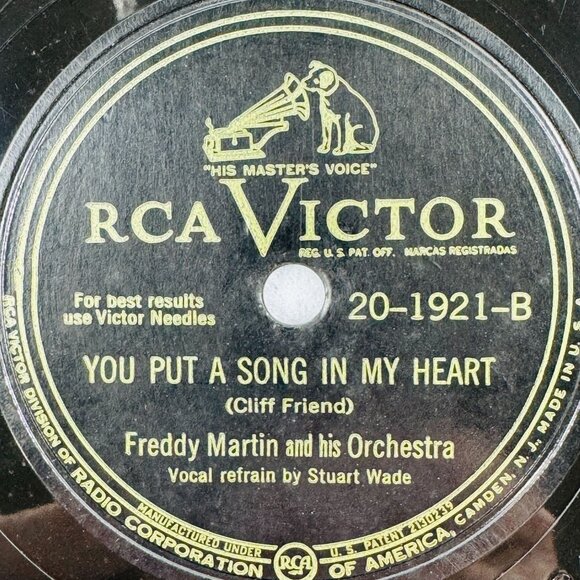 "HIS MASTER'S VOICE"
RCA VICTOR
REG. U. S. PAT. OFF. MARCAS REGISTRADAS
For best results
use Victor Needles
20-1921-B
YOU PUT A SONG IN MY HEART
(Cliff Friend)
Freddy Martin and his Orchestra
Vocal refrain by Stuart Wade
MANUFACTURED UNDER RCA U. S. PATENT 2130239
RCA VICTOR DIVISION OF RADIO CORPORATION OF AMERICA, CAMDEN, N. J., MADE IN U.